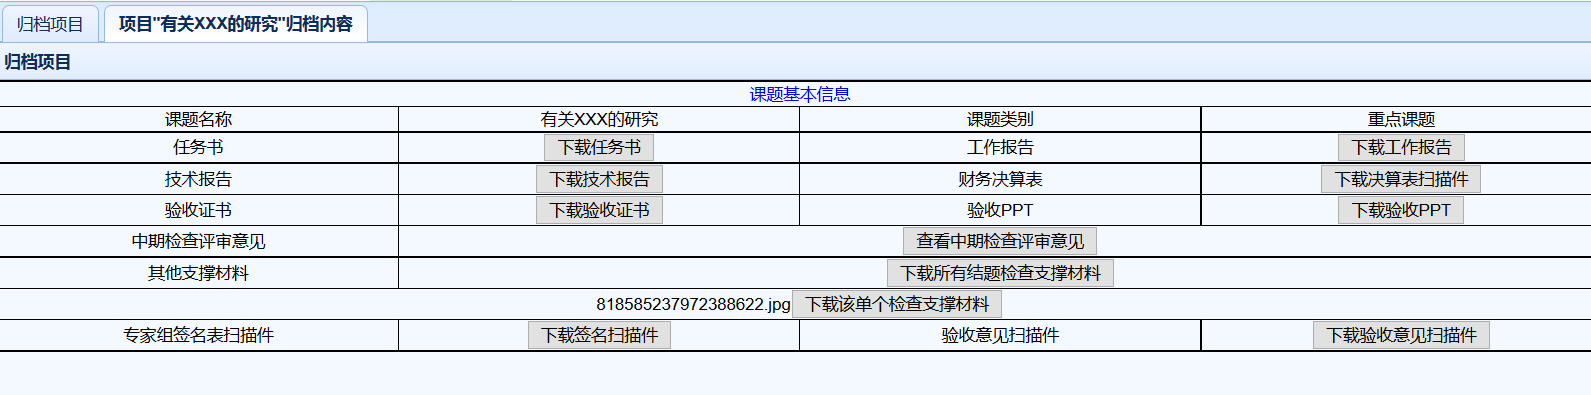 归档项目 项目"有关XXX的研究"归档内容
归档项目
课题基本信息
课题名称 有关XXX的研究 课题类别 重点课题
任务书 下载任务书 工作报告 下载工作报告
技术报告 下载技术报告 财务决算表 下载决算表扫描件
验收证书 下载验收证书 验收PPT 下载验收PPT
中期检查评审意见 查看中期检查评审意见
其他支撑材料 下载所有结题检查支撑材料
818585237972388622.jpg 下载该单个检查支撑材料
专家组签名表扫描件 下载签名扫描件 验收意见扫描件 下载验收意见扫描件